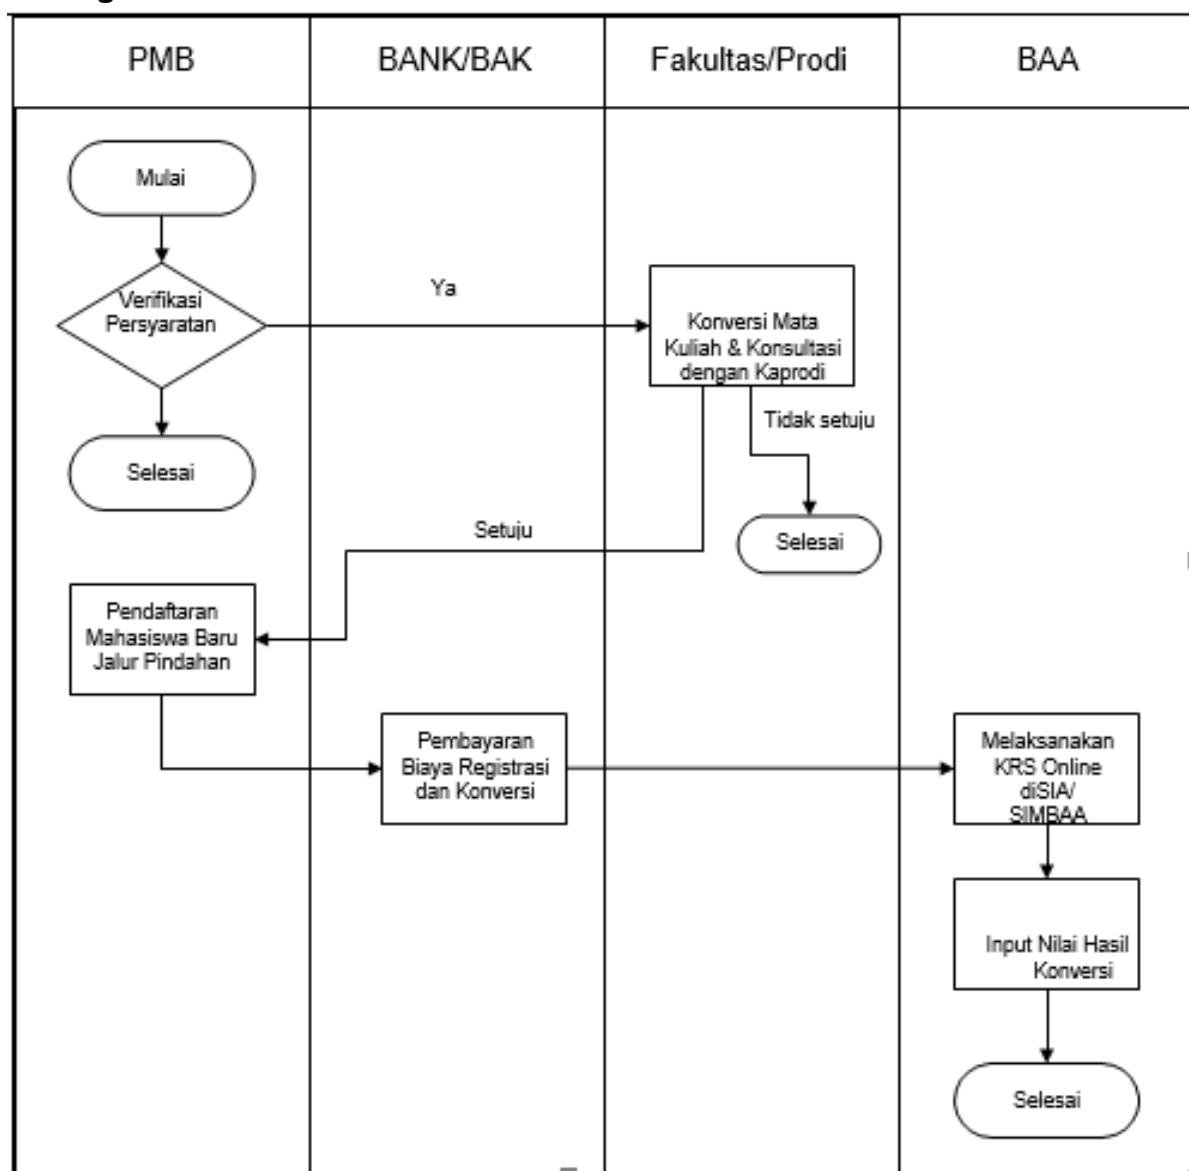 PMB
BANK/BAK
Fakultas/Prodi
BAA
Mulai
Verifikasi
Persyaratan
Ya
Konversi Mata
Kuliah & Konsultasi
dengan Kaprodi
Tidak setuju
Selesai
Setuju
Selesai
Pendaftaran
Mahasiswa Baru
Jalur Pindahan
Pembayaran
Biaya Registrasi
dan Konversi
Melaksanakan
KRS Online
diSIA/
SIMBAA
Input Nilai Hasil
Konversi
Selesai